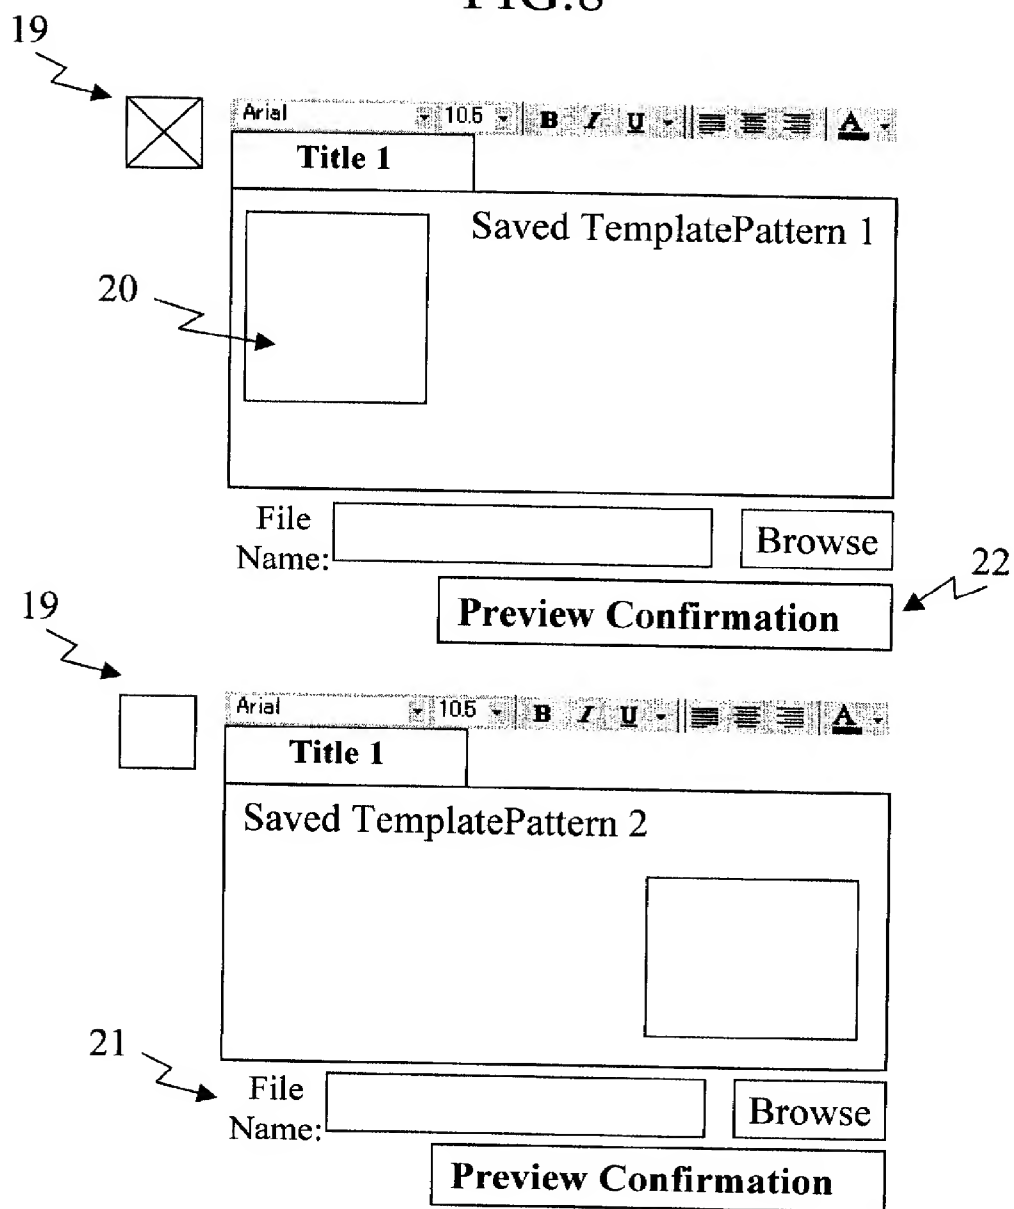 FIG.8
19
Arial 10.5 B I U A
Title 1
Saved TemplatePattern 1
20
File
Name:
Browse
22
Preview Confirmation
19
Arial 10.5 B I U A
Title 1
Saved TemplatePattern 2
21
File
Name:
Browse
Preview Confirmation